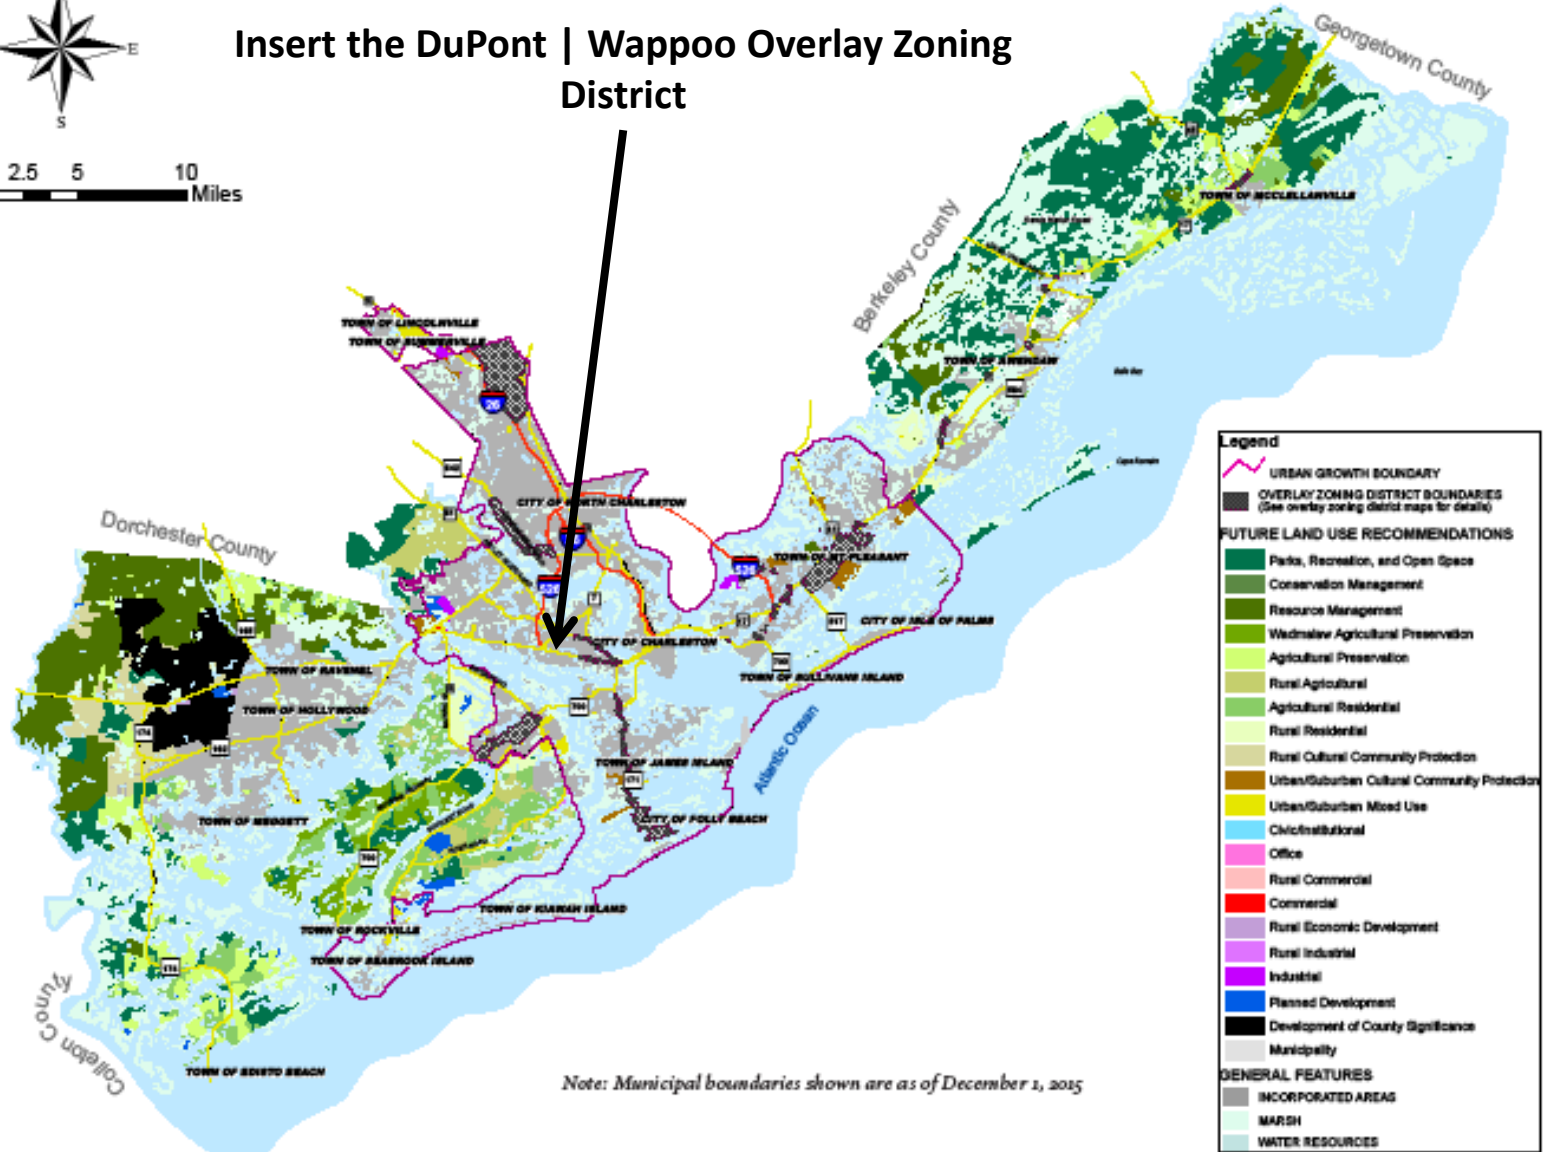 Insert the DuPont | Wappoo Overlay Zoning
District
E
S
2.5 5 10
Miles
Georgetown County
TOWN OF MCCLELLANVILLE
Berkeley County
TOWN OF LINCOLNVILLE
TOWN OF SUMMERVILLE
TOWN OF AWENDAW
26
CITY OF NORTH CHARLESTON
Dorchester County
TOWN OF MT PLEASANT
526
7
CITY OF ISLE OF PALMS
CITY OF CHARLESTON
TOWN OF RAVENEL
TOWN OF SULLIVANS ISLAND
TOWN OF HOLLYWOOD
700
174
Atlantic Ocean
TOWN OF JAMES ISLAND
171
TOWN OF MEGGETT
CITY OF FOLLY BEACH
700
TOWN OF KIAWAH ISLAND
TOWN OF ROCKVILLE
TOWN OF SEABROOK ISLAND
174
Colleton County
TOWN OF EDISTO BEACH
Note: Municipal boundaries shown are as of December 1, 2015
Legend
URBAN GROWTH BOUNDARY
OVERLAY ZONING DISTRICT BOUNDARIES
(See overlay zoning district maps for details)
FUTURE LAND USE RECOMMENDATIONS
Parks, Recreation, and Open Space
Conservation Management
Resource Management
Wadmalaw Agricultural Preservation
Agricultural Preservation
Rural Agricultural
Agricultural Residential
Rural Residential
Rural Cultural Community Protection
Urban/Suburban Cultural Community Protection
Urban/Suburban Mixed Use
Civic/Institutional
Office
Rural Commercial
Commercial
Rural Economic Development
Rural Industrial
Industrial
Planned Development
Development of County Significance
Municipality
GENERAL FEATURES
INCORPORATED AREAS
MARSH
WATER RESOURCES